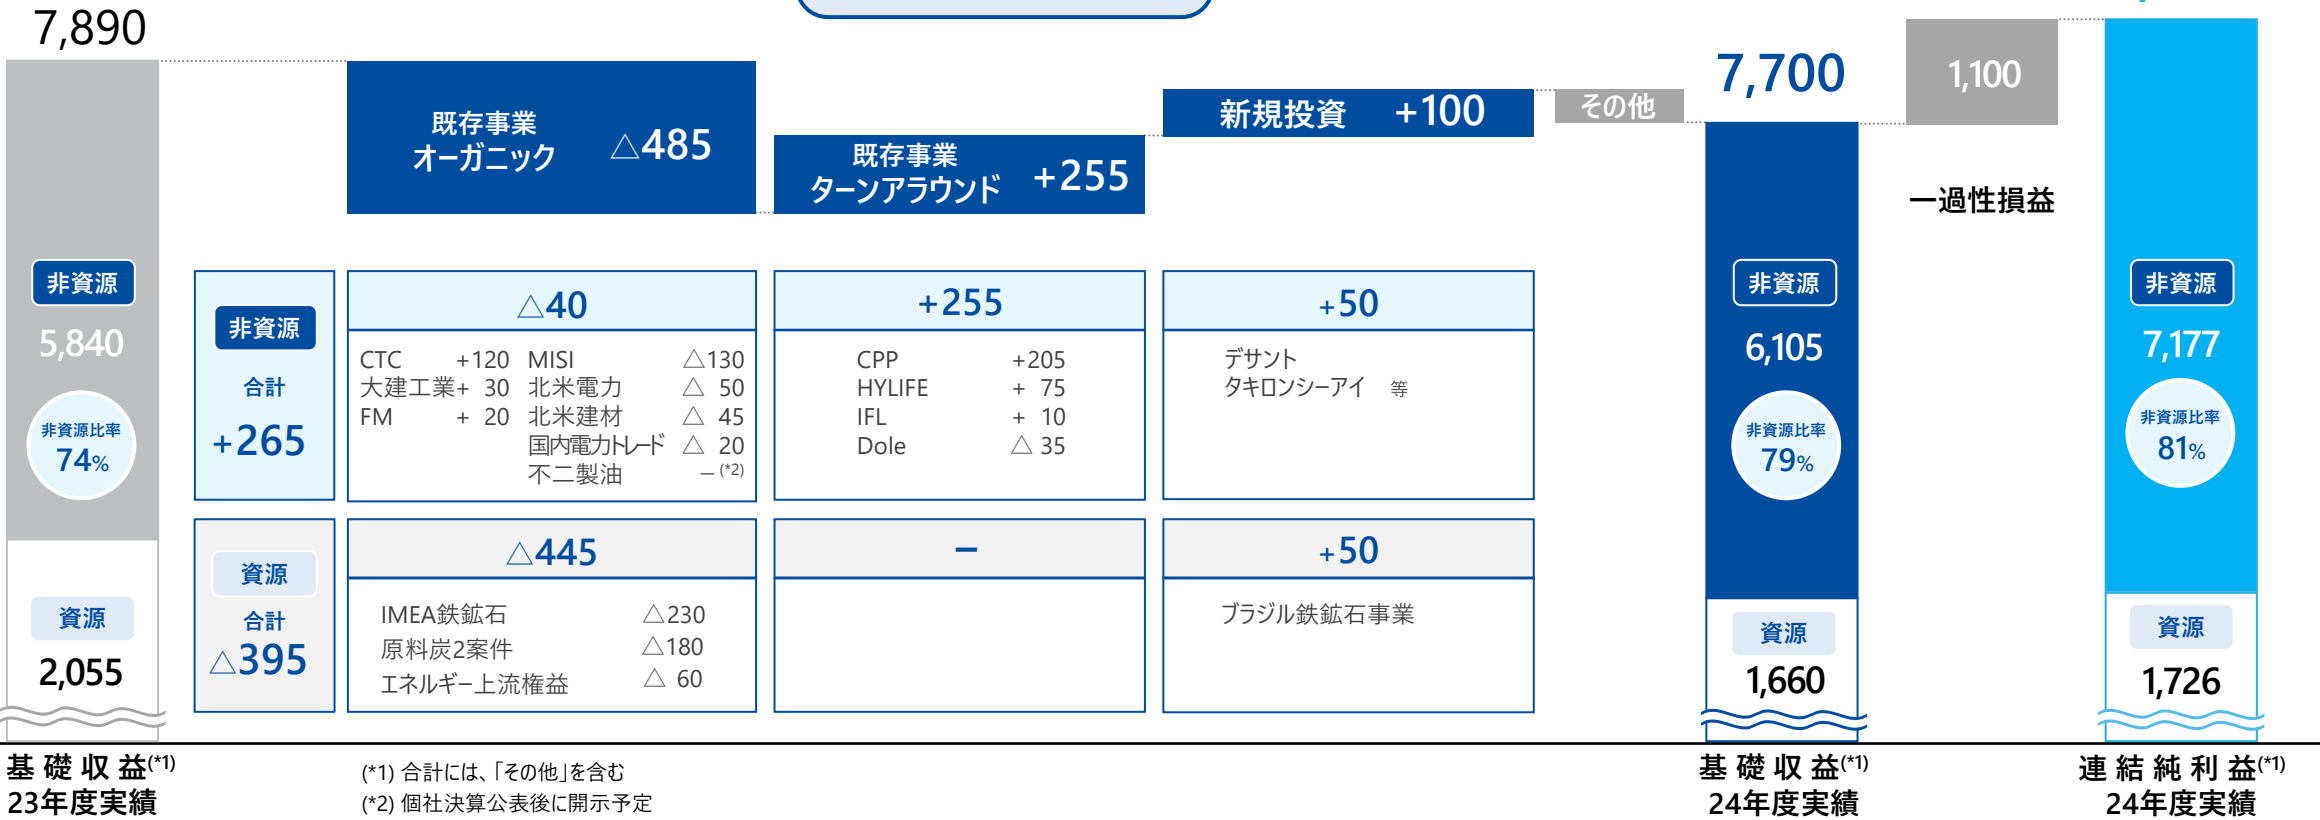 7,890
既存事業
オーガニック △485
既存事業
ターンアラウンド +255
新規投資 +100
その他
7,700
1,100
一過性損益
非資源
5,840
非資源比率
74%
資源
2,055
非資源
合計
+265
△40
CTC +120 MISI △130
大建工業+ 30 北米電力 △ 50
FM + 20 北米建材 △ 45
国内電力トレード △ 20
不二製油 –(*2)
+255
CPP +205
HYLIFE + 75
IFL + 10
Dole △ 35
+50
デサント
タキロンシーアイ 等
資源
合計
△395
△445
IMEA鉄鉱石 △230
原料炭2案件 △180
エネルギー上流権益 △ 60
–
+50
ブラジル鉄鉱石事業
非資源
6,105
非資源比率
79%
資源
1,660
非資源
7,177
非資源比率
81%
資源
1,726
基礎収益(*1)
23年度実績
(*1) 合計には、「その他」を含む
(*2) 個社決算公表後に開示予定
基礎収益(*1)
24年度実績
連結純利益(*1)
24年度実績